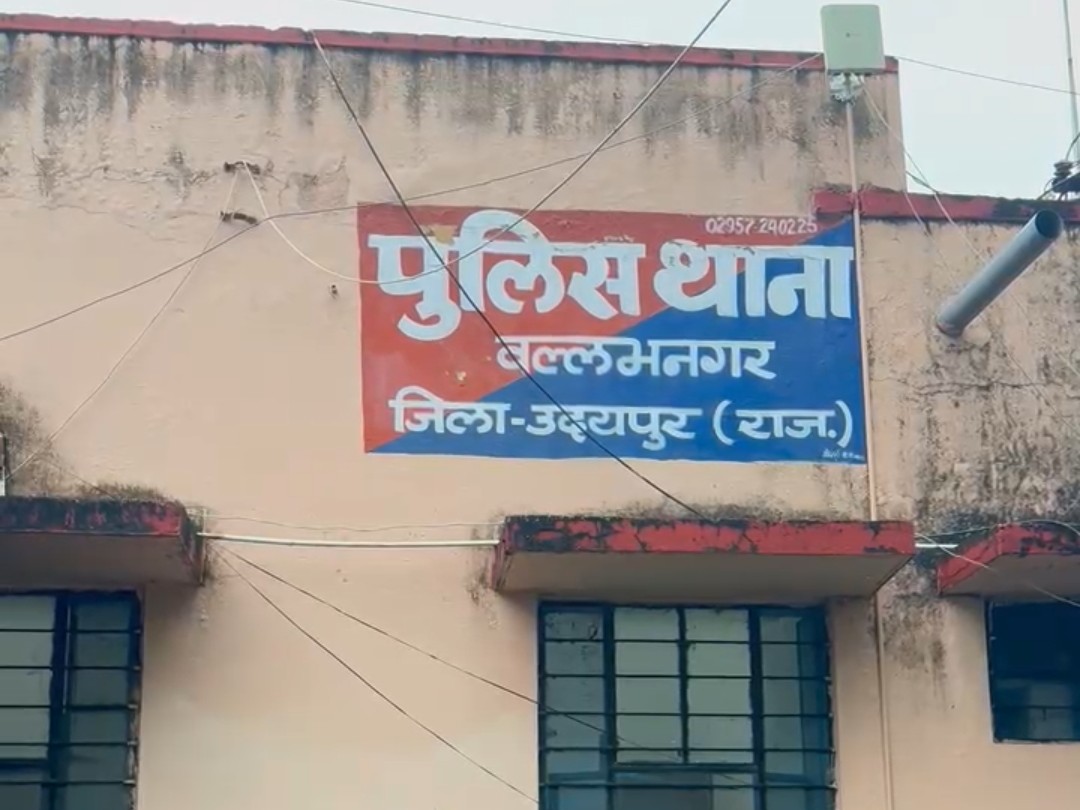 02957-240225
पुलिस थाना
वल्लभनगर
जिला-उदयपुर (राज.)